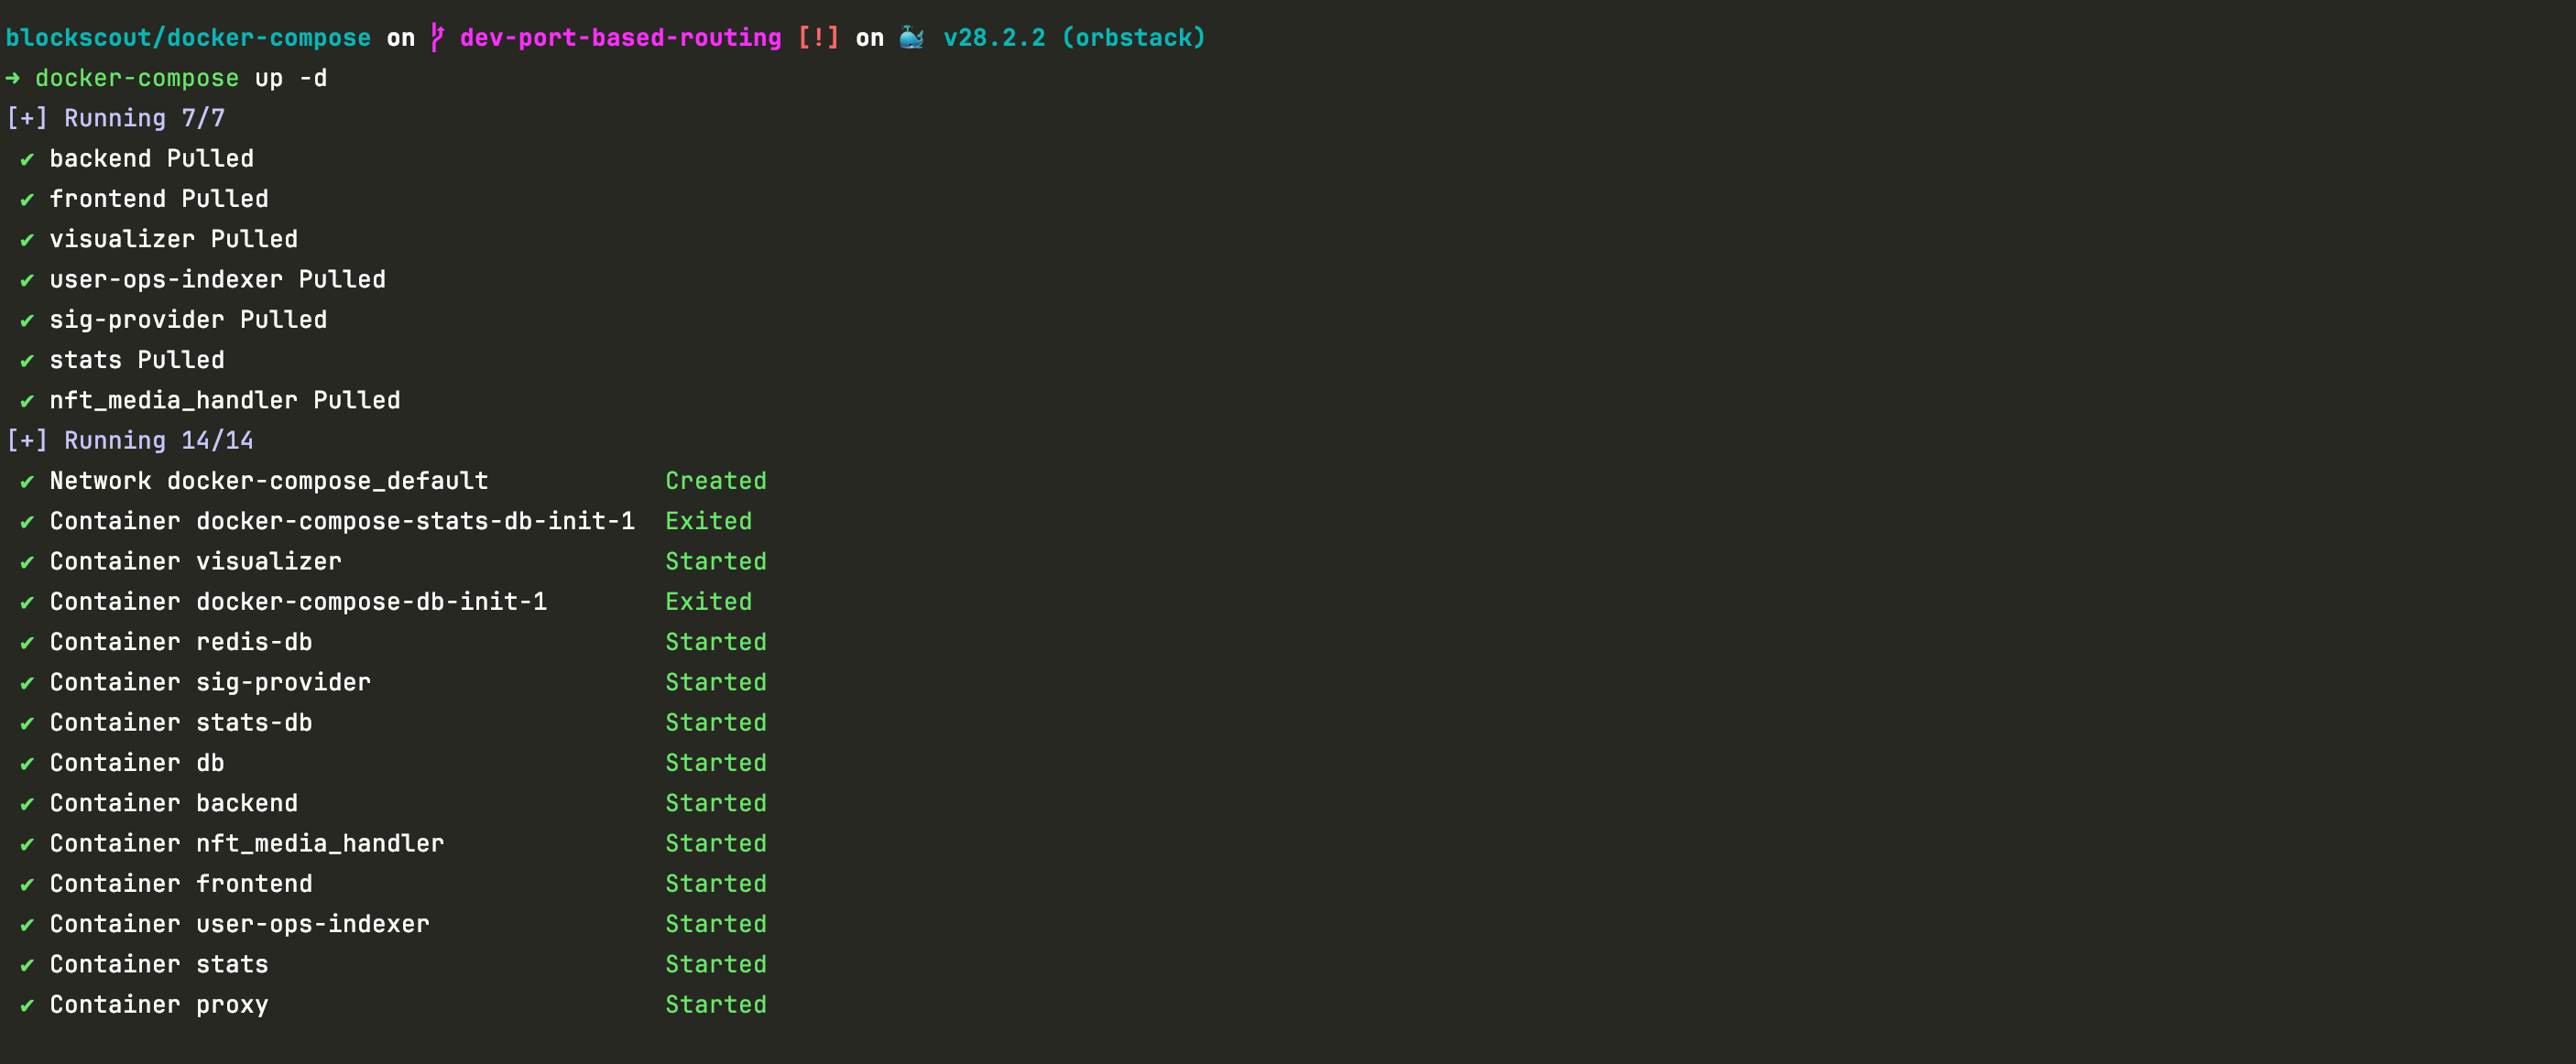 blockscout/docker-compose on dev-port-based-routing [!] on 🐳 v28.2.2 (orbstack)
➜ docker-compose up -d
[+] Running 7/7
✔ backend Pulled
✔ frontend Pulled
✔ visualizer Pulled
✔ user-ops-indexer Pulled
✔ sig-provider Pulled
✔ stats Pulled
✔ nft_media_handler Pulled
[+] Running 14/14
✔ Network docker-compose_default Created
✔ Container docker-compose-stats-db-init-1 Exited
✔ Container visualizer Started
✔ Container docker-compose-db-init-1 Exited
✔ Container redis-db Started
✔ Container sig-provider Started
✔ Container stats-db Started
✔ Container db Started
✔ Container backend Started
✔ Container nft_media_handler Started
✔ Container frontend Started
✔ Container user-ops-indexer Started
✔ Container stats Started
✔ Container proxy Started